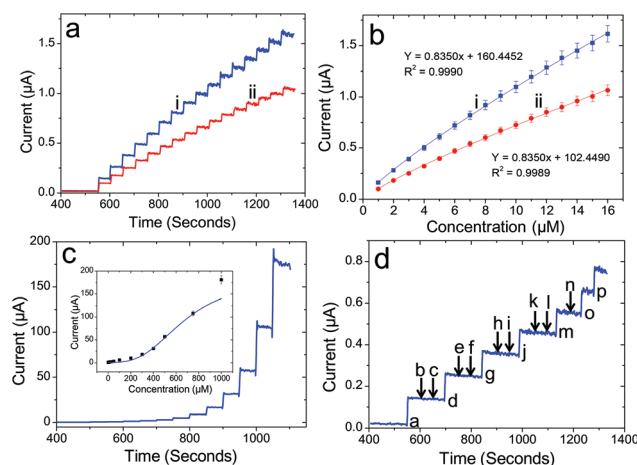 a
Current (µA)
1.5
1.0
0.5
0.0
i
ii
400 600 800 1000 1200 1400
Time (Seconds)
b
Current (µA)
1.5
1.0
0.5
0.0
Y = 0.8350x + 160.4452
R² = 0.9990
i
ii
Y = 0.8350x + 102.4490
R² = 0.9989
0 2 4 6 8 10 12 14 16
Concentration (µM)
c
Current (µA)
200
150
100
50
0
Current (µA)
200
150
100
50
0
0 200 400 600 800 1000
Concentration (µM)
400 600 800 1000
Time (Seconds)
d
Current (µA)
0.8
0.6
0.4
0.2
0.0
a
b c
d
e f
g
h i
j
k l
m
n
o
p
400 600 800 1000 1200 1400
Time (Seconds)